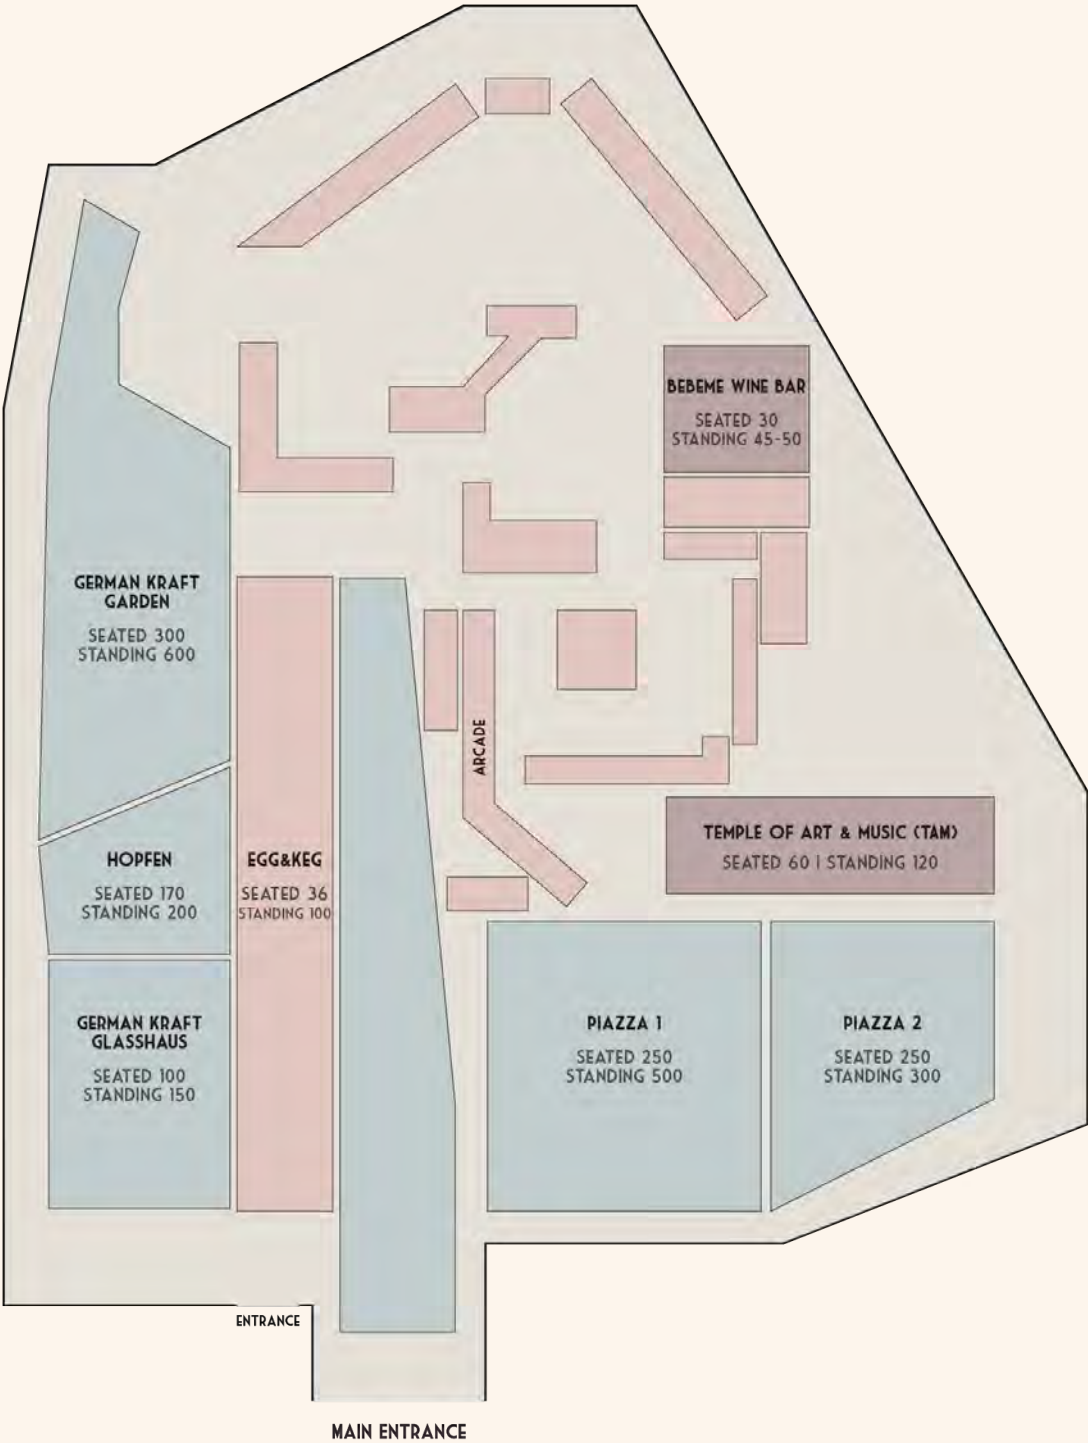 BEBEME WINE BAR
SEATED 30
STANDING 45-50
GERMAN KRAFT
GARDEN
SEATED 300
STANDING 600
ARCADE
TEMPLE OF ART & MUSIC (TAM)
SEATED 60 | STANDING 120
HOPFEN
SEATED 170
STANDING 200
EGG&KEG
SEATED 36
STANDING 100
GERMAN KRAFT
GLASSHAUS
SEATED 100
STANDING 150
PIAZZA 1
SEATED 250
STANDING 500
PIAZZA 2
SEATED 250
STANDING 300
ENTRANCE
MAIN ENTRANCE